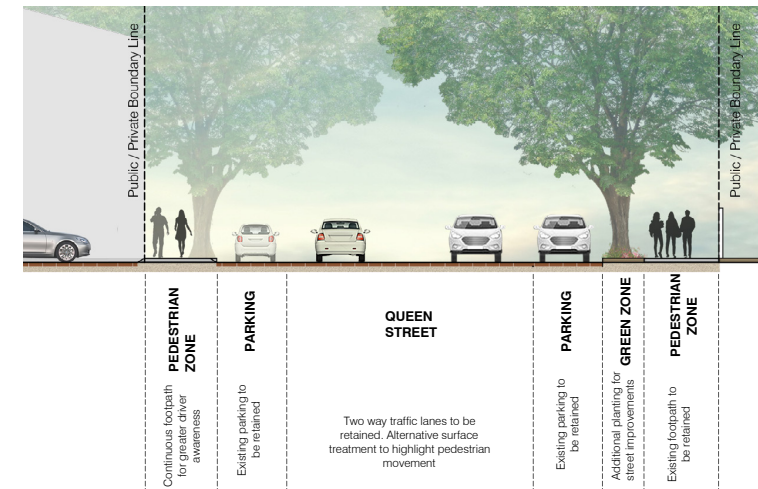 Public / Private Boundary Line
Public / Private Boundary Line
PEDESTRIAN
ZONE
Continuous footpath
for greater driver
awareness
PARKING
Existing parking to
be retained
QUEEN
STREET
Two way traffic lanes to be
retained. Alternative surface
treatment to highlight pedestrian
movement
PARKING
Existing parking to
be retained
GREEN ZONE
Additional planting for
street improvements
PEDESTRIAN
ZONE
Existing footpath to
be retained